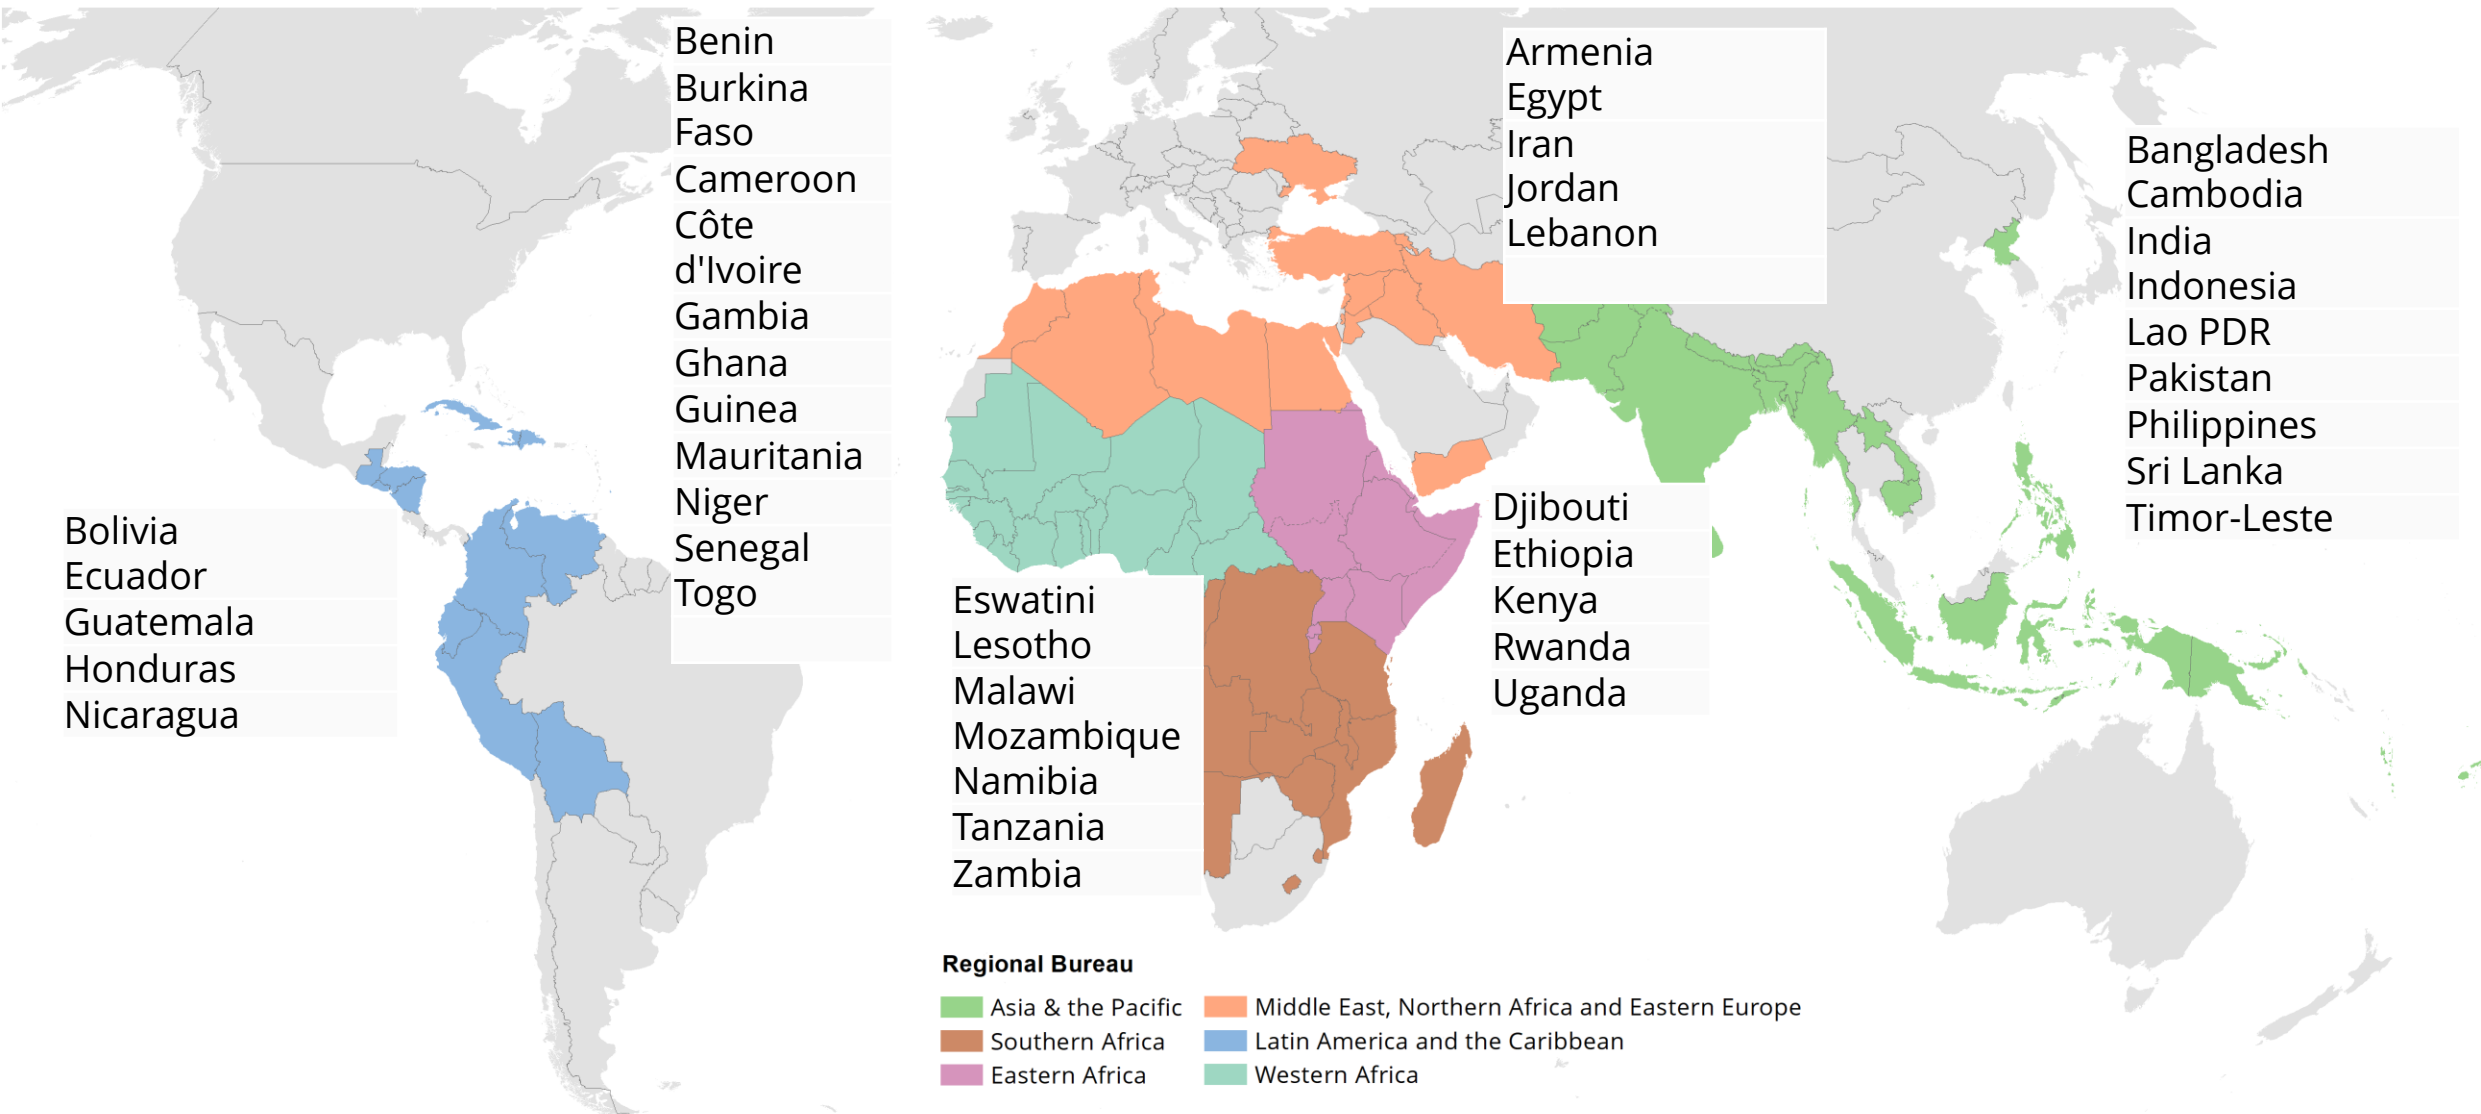 Benin
Burkina
Faso
Cameroon
Côte
d'Ivoire
Gambia
Ghana
Guinea
Mauritania
Niger
Senegal
Togo
Armenia
Egypt
Iran
Jordan
Lebanon
Bangladesh
Cambodia
India
Indonesia
Lao PDR
Pakistan
Philippines
Sri Lanka
Timor-Leste
Bolivia
Ecuador
Guatemala
Honduras
Nicaragua
Eswatini
Lesotho
Malawi
Mozambique
Namibia
Tanzania
Zambia
Djibouti
Ethiopia
Kenya
Rwanda
Uganda
Regional Bureau
Asia & the Pacific
Southern Africa
Eastern Africa
Middle East, Northern Africa and Eastern Europe
Latin America and the Caribbean
Western Africa